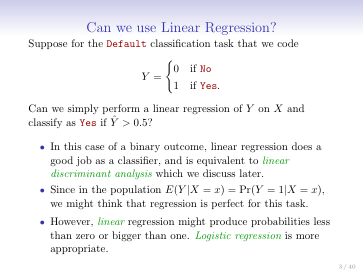 Can we use Linear Regression?
Suppose for the Default classification task that we code
Y = {0 if No
1 if Yes.
Can we simply perform a linear regression of Y on X and
classify as Yes if Ŷ > 0.5?
• In this case of a binary outcome, linear regression does a
good job as a classifier, and is equivalent to linear
discriminant analysis which we discuss later.
• Since in the population E(Y|X = x) = Pr(Y = 1|X = x),
we might think that regression is perfect for this task.
• However, linear regression might produce probabilities less
than zero or bigger than one. Logistic regression is more
appropriate.
8 / 40